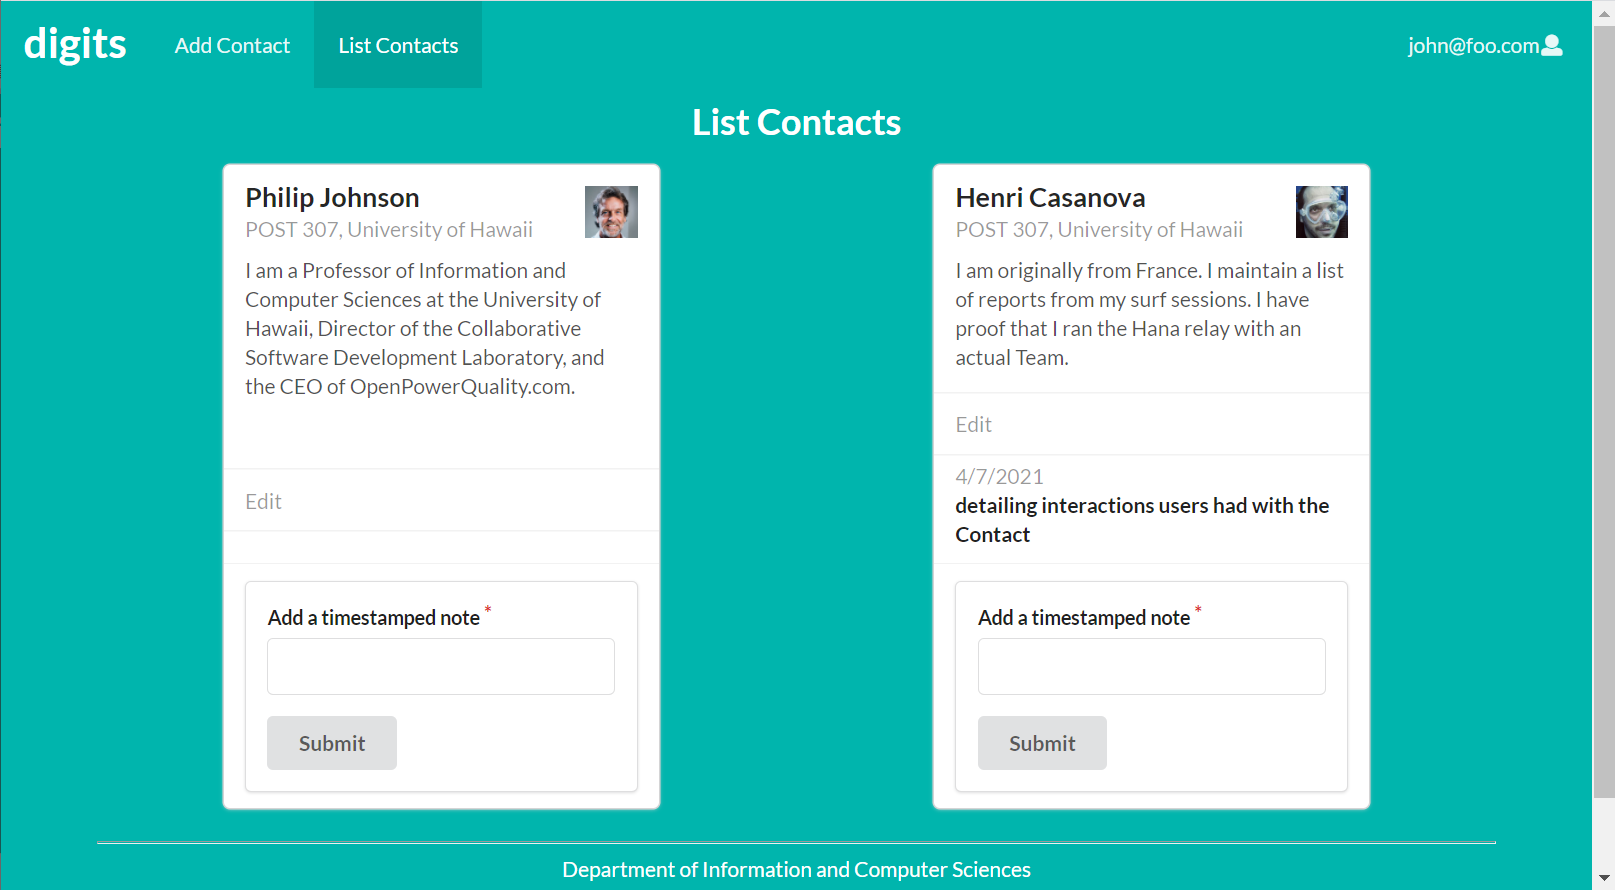 digits
Add Contact
List Contacts
john@foo.com
List Contacts
Philip Johnson
POST 307, University of Hawaii
I am a Professor of Information and
Computer Sciences at the University of
Hawaii, Director of the Collaborative
Software Development Laboratory, and
the CEO of OpenPowerQuality.com.
Edit
Add a timestamped note *
Submit
Henri Casanova
POST 307, University of Hawaii
I am originally from France. I maintain a list
of reports from my surf sessions. I have
proof that I ran the Hana relay with an
actual Team.
Edit
4/7/2021
detailing interactions users had with the
Contact
Add a timestamped note *
Submit
Department of Information and Computer Sciences